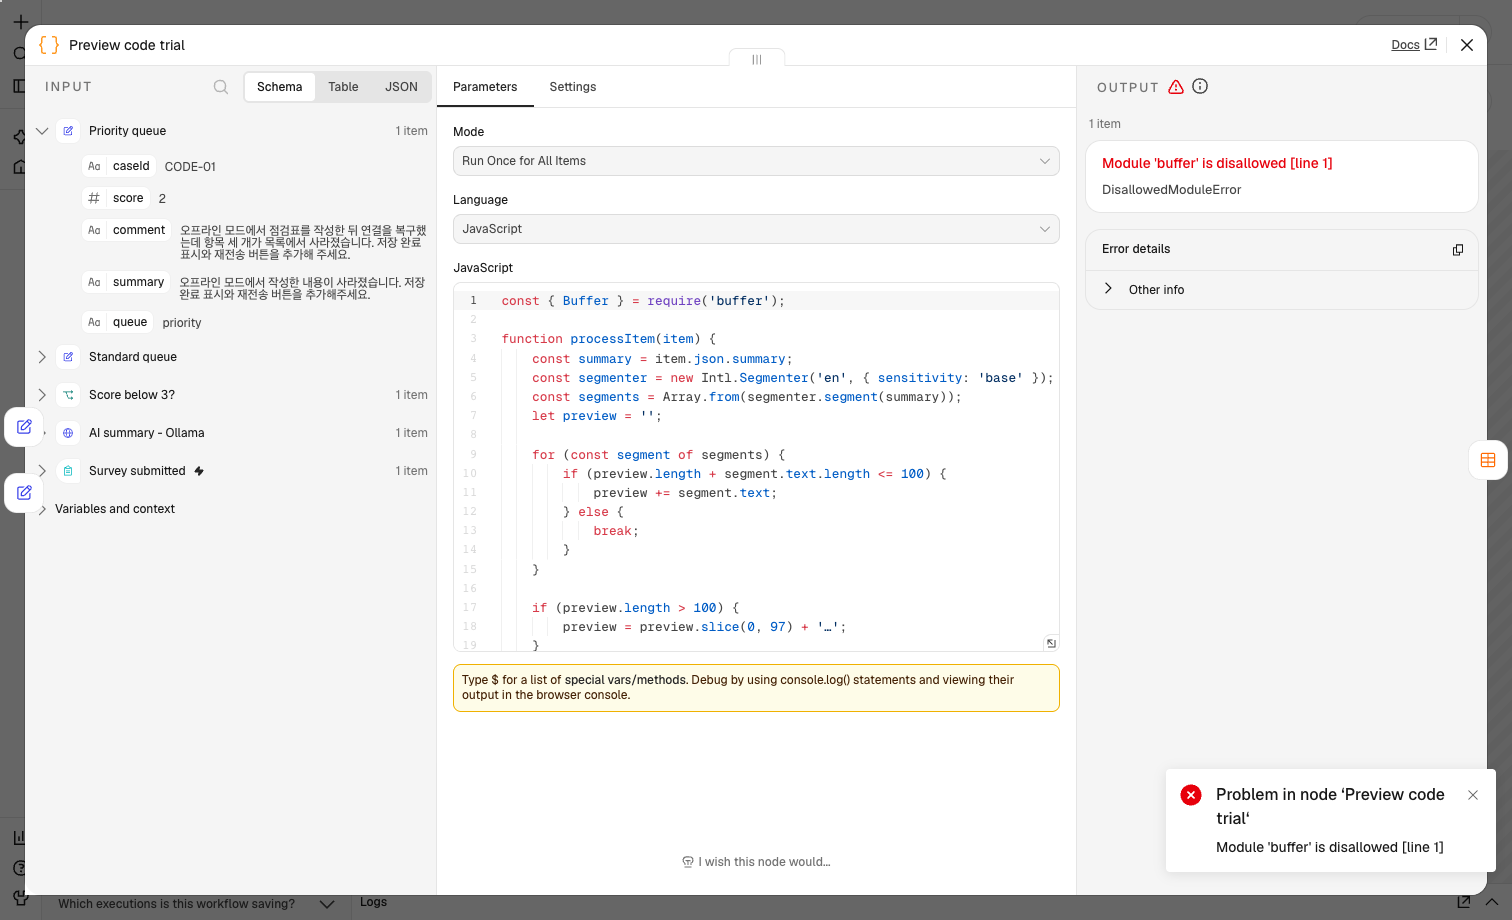 Preview code trial
Docs
INPUT
Schema
Table
JSON
Priority queue
1 item
Aa caseId CODE-01
# score 2
Aa comment 오프라인 모드에서 점검표를 작성한 뒤 연결을 복구했
는데 항목 세 개가 목록에서 사라졌습니다. 저장 완료
표시와 재전송 버튼을 추가해 주세요.
Aa summary 오프라인 모드에서 작성한 내용이 사라졌습니다. 저장
완료 표시와 재전송 버튼을 추가해주세요.
Aa queue priority
Standard queue
Score below 3?
1 item
AI summary - Ollama
1 item
Survey submitted
1 item
Variables and context
Parameters
Settings
Mode
Run Once for All Items
Language
JavaScript
JavaScript
1 const { Buffer } = require('buffer');
2
3 function processItem(item) {
4 const summary = item.json.summary;
5 const segmenter = new Intl.Segmenter('en', { sensitivity: 'base' });
6 const segments = Array.from(segmenter.segment(summary));
7 let preview = '';
8
9 for (const segment of segments) {
10 if (preview.length + segment.text.length <= 100) {
11 preview += segment.text;
12 } else {
13 break;
14 }
15 }
16
17 if (preview.length > 100) {
18 preview = preview.slice(0, 97) + '…';
19 }
Type $ for a list of special vars/methods. Debug by using console.log() statements and viewing their
output in the browser console.
I wish this node would...
OUTPUT
1 item
Module 'buffer' is disallowed [line 1]
DisallowedModuleError
Error details
Other info
Problem in node ‘Preview code
trial‘
Module 'buffer' is disallowed [line 1]
Which executions is this workflow saving?
Logs